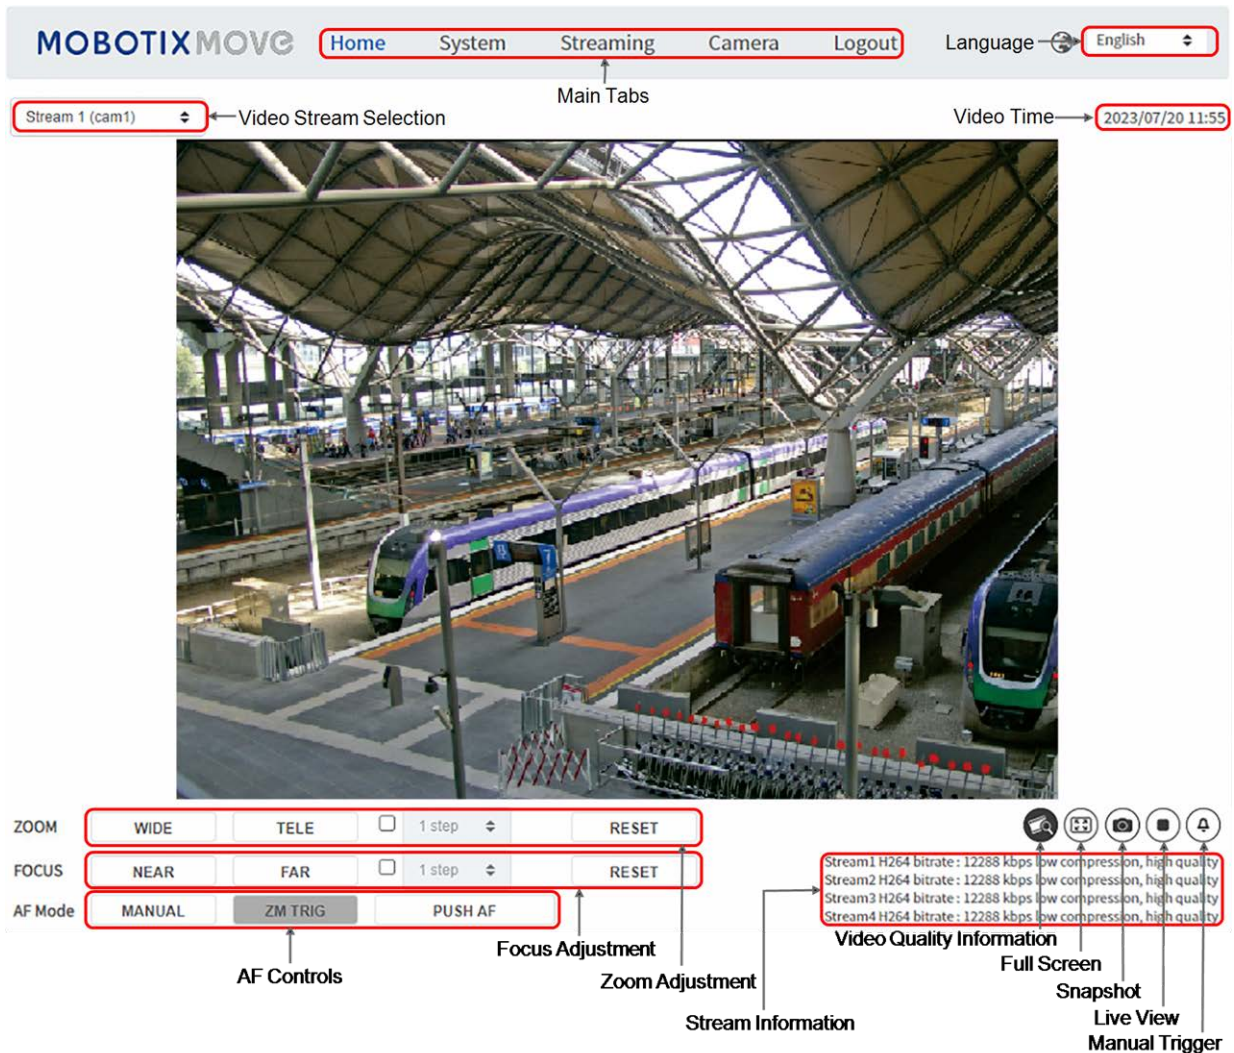 MOBOTIX MOVE
Home System Streaming Camera Logout
Language
English
Main Tabs
Stream 1 (cam1)
Video Stream Selection
Video Time
2023/07/20 11:55
ZOOM WIDE TELE 1 step RESET
FOCUS NEAR FAR 1 step RESET
AF Mode MANUAL ZM TRIG PUSH AF
Stream1 H264 bitrate : 12288 kbps low compression, high quality
Stream2 H264 bitrate : 12288 kbps low compression, high quality
Stream3 H264 bitrate : 12288 kbps low compression, high quality
Stream4 H264 bitrate : 12288 kbps low compression, high quality
Video Quality Information
Focus Adjustment
Full Screen
AF Controls
Zoom Adjustment
Snapshot
Stream Information
Live View
Manual Trigger